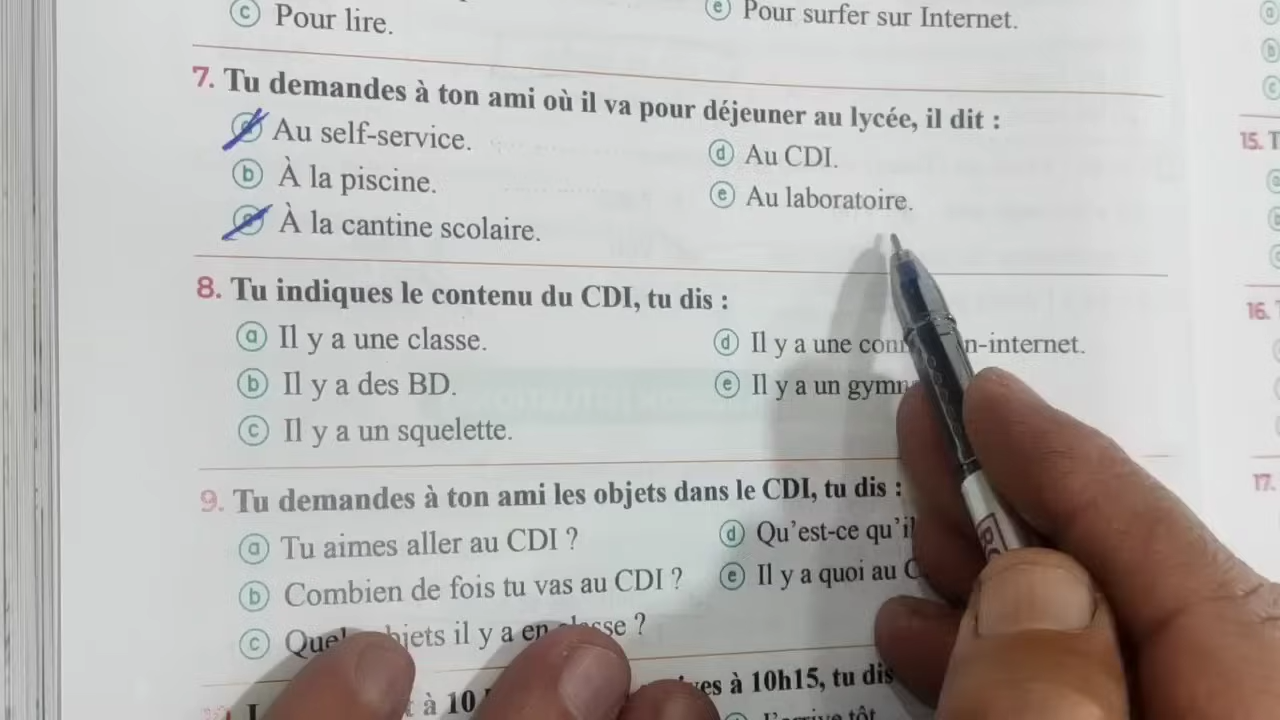 c Pour lire.
e Pour surfer sur Internet.
7. Tu demandes à ton ami où il va pour déjeuner au lycée, il dit :
Au self-service.
b À la piscine.
À la cantine scolaire.
d Au CDI.
e Au laboratoire.
8. Tu indiques le contenu du CDI, tu dis :
a Il y a une classe.
b Il y a des BD.
c Il y a un squelette.
d Il y a une n-internet.
e Il y a un
9. Tu demandes à ton ami les objets dans le CDI, tu dis :
a Tu aimes aller au CDI ?
b Combien de fois tu vas au CDI ?
c il y a en ?
d Qu'est-ce qu'il
e Il y a quoi au
à 10
à 10h15, tu dis
a
b
c
15.
a
16.
17.